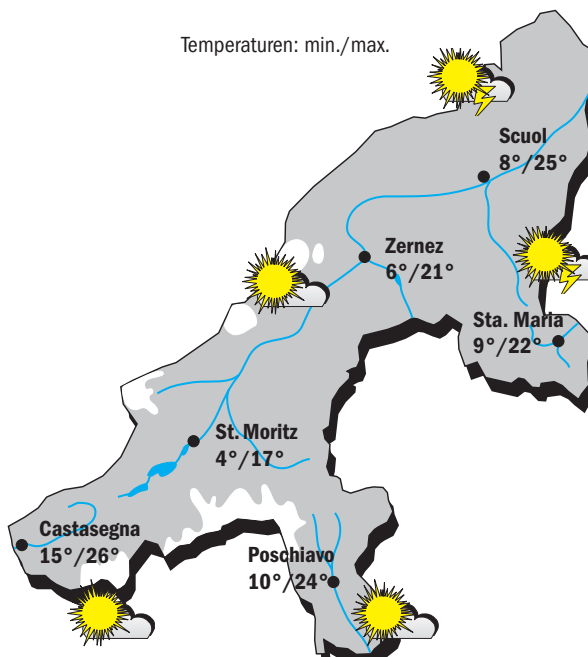 Temperaturen: min./max.
Scuol
8°/25°
Zernez
6°/21°
Sta. Maria
9°/22°
St. Moritz
4°/17°
Castasegna
15°/26°
Poschiavo
10°/24°